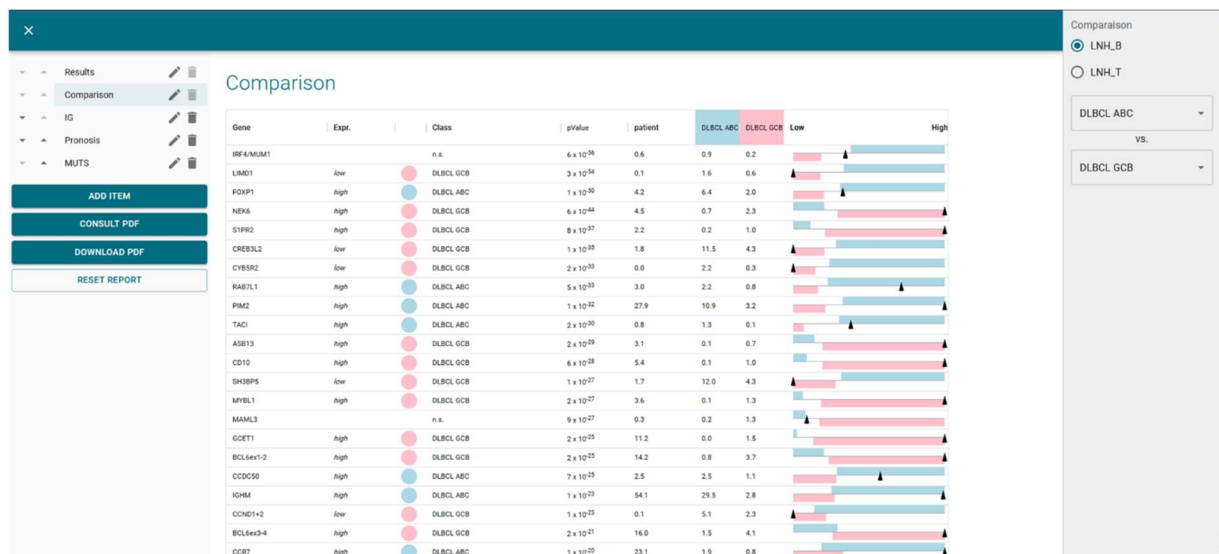 ×
Results
Comparison
IG
Pronosis
MUTS
ADD ITEM
CONSULT PDF
DOWNLOAD PDF
RESET REPORT
Comparison
Gene Expr. Class pValue patient DLBCL ABC DLBCL GCB Low High
IRF4/MUM1 n.s. 6 x 10-56 0.6 0.9 0.2
LIMD1 low DLBCL GCB 3 x 10-54 0.1 1.6 0.6
FOXP1 high DLBCL ABC 1 x 10-50 4.2 6.4 2.0
NEK6 high DLBCL GCB 6 x 10-44 4.5 0.7 2.3
S1PR2 high DLBCL GCB 8 x 10-37 2.2 0.2 1.0
CREB3L2 low DLBCL GCB 1 x 10-35 1.8 11.5 4.3
CYB5R2 low DLBCL GCB 2 x 10-33 0.0 2.2 0.3
RAB7L1 high DLBCL ABC 5 x 10-33 3.0 2.2 0.8
PIM2 high DLBCL ABC 1 x 10-32 27.9 10.9 3.2
TACI high DLBCL ABC 2 x 10-30 0.8 1.3 0.1
ASB13 high DLBCL GCB 2 x 10-29 3.1 0.1 0.7
CD10 high DLBCL GCB 6 x 10-28 5.4 0.1 1.0
SH3BP5 low DLBCL GCB 1 x 10-27 1.7 12.0 4.3
MYBL1 high DLBCL GCB 2 x 10-27 3.6 0.1 1.3
MAML3 n.s. 9 x 10-27 0.3 0.2 1.3
GCET1 high DLBCL GCB 2 x 10-25 11.2 0.0 1.5
BCL6ex1-2 high DLBCL GCB 2 x 10-25 14.2 0.8 3.7
CCDC50 high DLBCL ABC 7 x 10-25 2.5 2.5 1.1
IGHM high DLBCL ABC 1 x 10-23 54.1 29.5 2.8
CCND1+2 low DLBCL GCB 1 x 10-23 0.1 5.1 2.3
BCL6ex3-4 high DLBCL GCB 2 x 10-21 16.0 1.5 4.1
CCR7 high DLBCL ABC 1 x 10-20 23.1 1.9 0.8
Comparaison
LNH_B
LNH_T
DLBCL ABC
vs.
DLBCL GCB